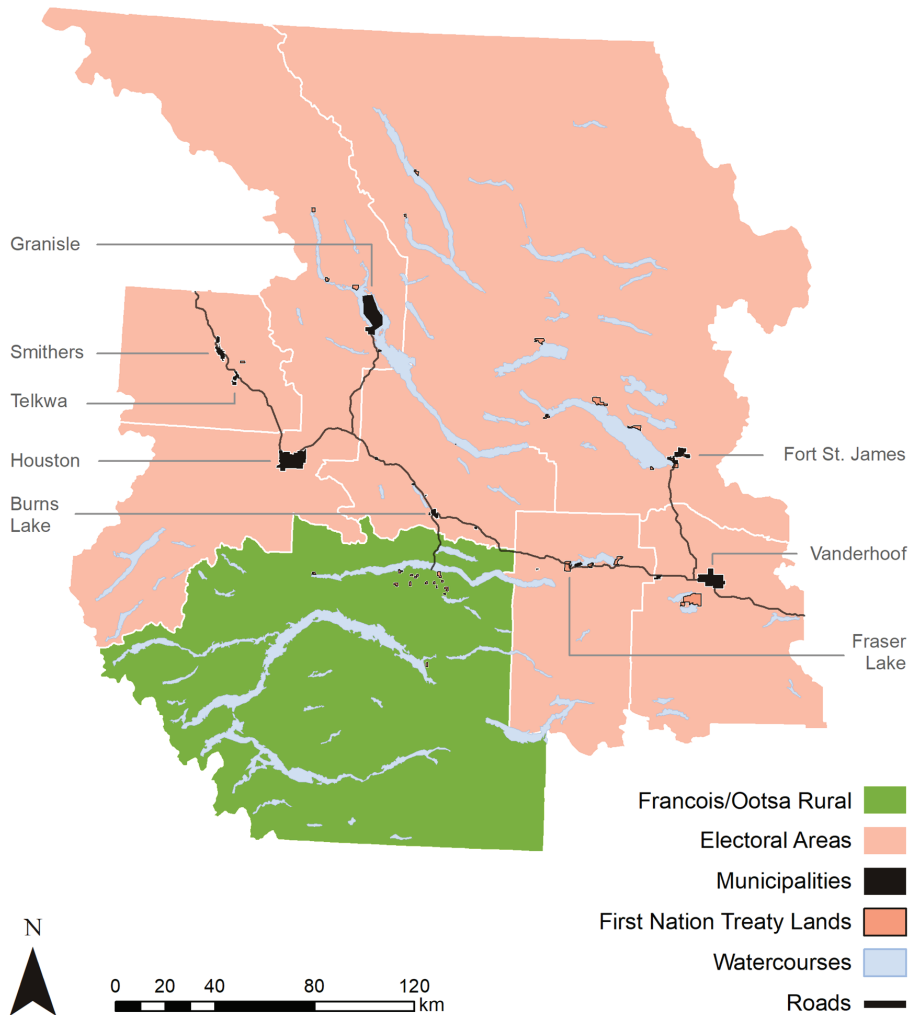 Granisle
Smithers
Telkwa
Houston
Burns
Lake
Fort St. James
Vanderhoof
Fraser
Lake
Francois/Ootsa Rural
Electoral Areas
Municipalities
First Nation Treaty Lands
Watercourses
Roads
N
0 20 40 80 120
km